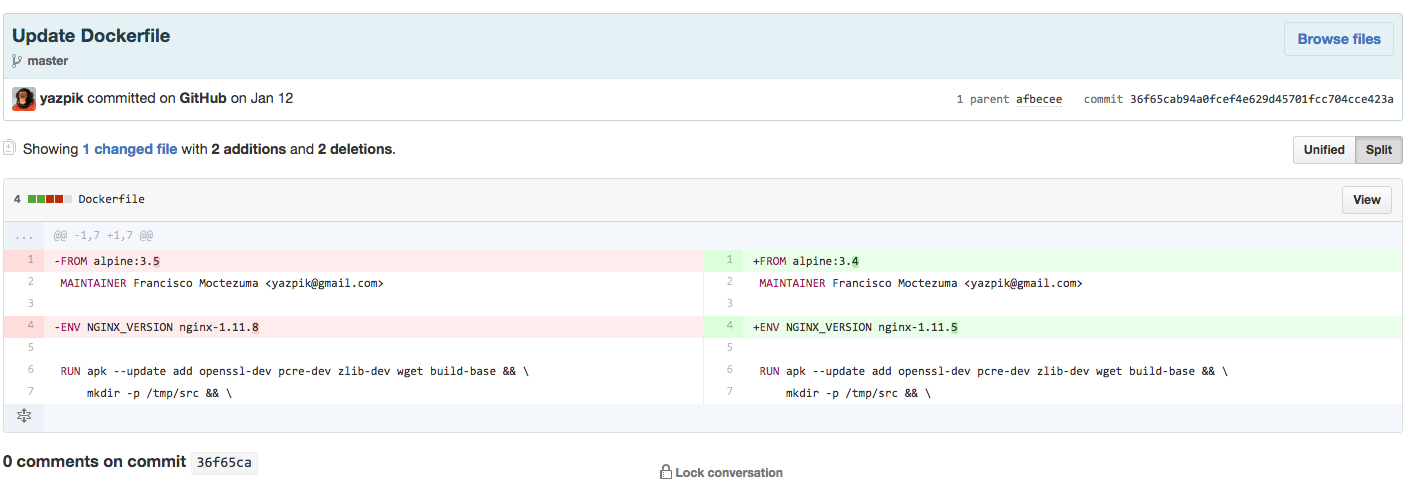 Update Dockerfile
Browse files
master
yazpik committed on GitHub on Jan 12
1 parent afbecee commit 36f65cab94a0fcef4e629d45701fcc704cce423a
Showing 1 changed file with 2 additions and 2 deletions.
Unified Split
4 Dockerfile
View
... @@ -1,7 +1,7 @@
1 -FROM alpine:3.5 1 +FROM alpine:3.4
2 MAINTAINER Francisco Moctezuma <yazpik@gmail.com> 2 MAINTAINER Francisco Moctezuma <yazpik@gmail.com>
3 3
4 -ENV NGINX_VERSION nginx-1.11.8 4 +ENV NGINX_VERSION nginx-1.11.5
5 5
6 RUN apk --update add openssl-dev pcre-dev zlib-dev wget build-base && \ 6 RUN apk --update add openssl-dev pcre-dev zlib-dev wget build-base && \
7 mkdir -p /tmp/src && \ 7 mkdir -p /tmp/src && \
0 comments on commit 36f65ca
Lock conversation